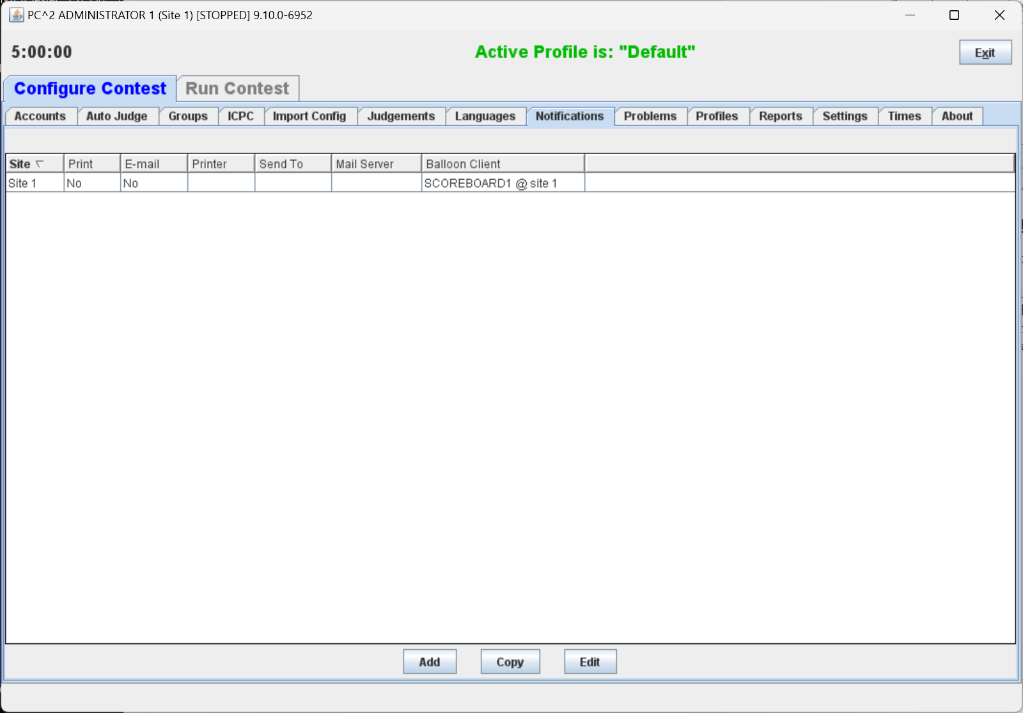 PC^2 ADMINISTRATOR 1 (Site 1) [STOPPED] 9.10.0-6952
5:00:00 Active Profile is: "Default" Exit
Configure Contest Run Contest
Accounts Auto Judge Groups ICPC Import Config Judgements Languages Notifications Problems Profiles Reports Settings Times About
Site Print E-mail Printer Send To Mail Server Balloon Client
Site 1 No No SCOREBOARD1 @ site 1
Add Copy Edit